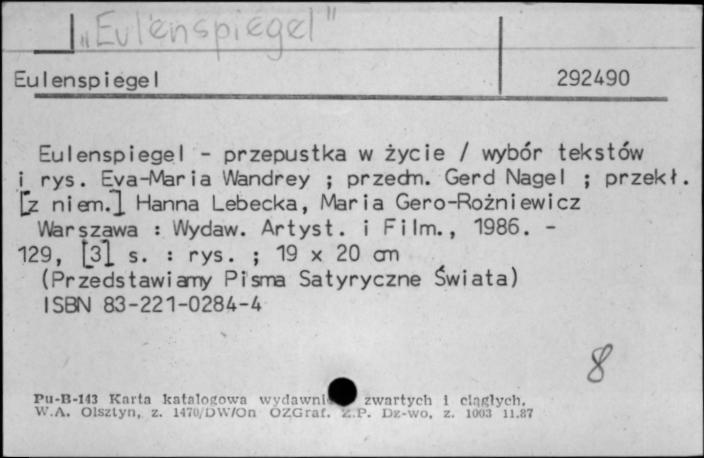 „Eulenspiegel"
Eulenspiegel 292490
Eulenspiegel - przepustka w życie / wybór tekstów
i rys. Eva-Maria Wandrey ; przedm. Gerd Nagel ; przekł.
[z niem.] Hanna Lebecka, Maria Gero-Rożniewicz
Warszawa : Wydaw. Artyst. i Film., 1986. -
129, [3] s. : rys. ; 19 x 20 cm
(Przedstawiamy Pisma Satyryczne Świata)
ISBN 83-221-0284-4
8
Pu-B-143 Karta katalogowa zwartych i ciągłych.
W.A. Olsztyn, z. 1470/DW/On OZGraf. Z.P. Dz-wo, z. 1003 11.87